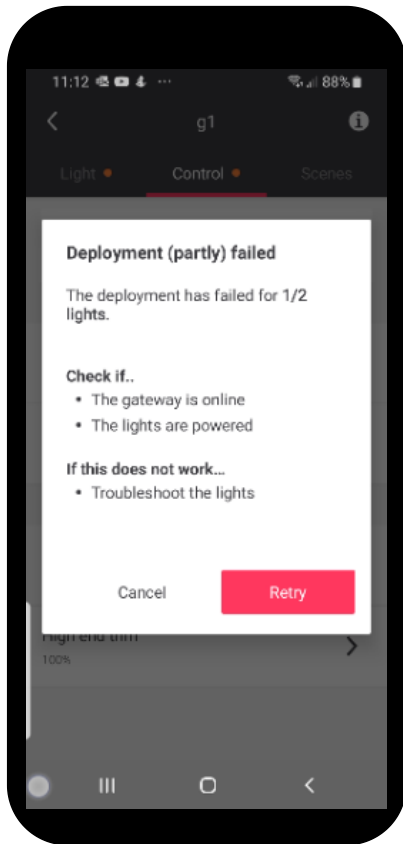 11:12 ... 88%
g1
Light Control Scenes
Deployment (partly) failed
The deployment has failed for 1/2
lights.
Check if..
• The gateway is online
• The lights are powered
If this does not work...
• Troubleshoot the lights
Cancel Retry
High end trim
100%